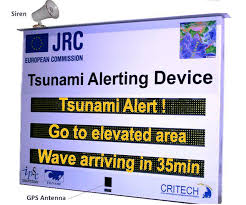 Siren
JRC
EUROPEAN COMMISSION
Tsunami Alerting Device
Tsunami Alert !
Go to elevated area
Wave arriving in 35min
CRITECH
GPS Antenna